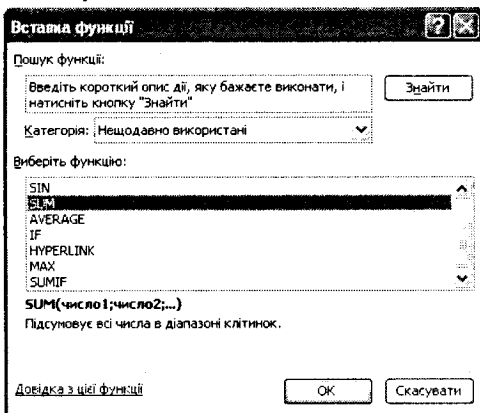 Вставка функції
Пошук функції:
Введіть короткий опис дії, яку бажаєте виконати, і
натисніть кнопку "Знайти"
Знайти
Категорія: Нещодавно використані
Виберіть функцію:
SIN
SUM
AVERAGE
IF
HYPERLINK
MAX
SUMIF
SUM(число1;число2;...)
Підсумовує всі числа в діапазоні клітинок.
Довідка з цієї функції
OK
Скасувати